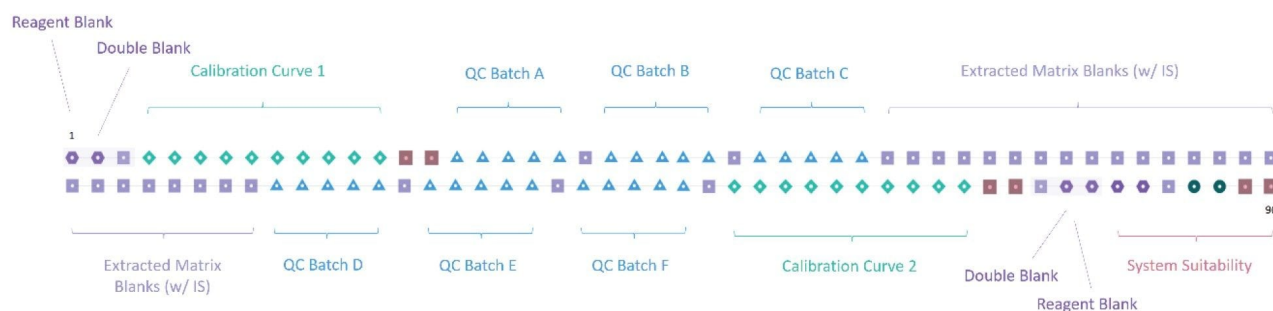 Reagent Blank
Double Blank
Calibration Curve 1
QC Batch A
QC Batch B
QC Batch C
Extracted Matrix Blanks (w/ IS)
1
90
Extracted Matrix
Blanks (w/ IS)
QC Batch D
QC Batch E
QC Batch F
Calibration Curve 2
Double Blank
Reagent Blank
System Suitability